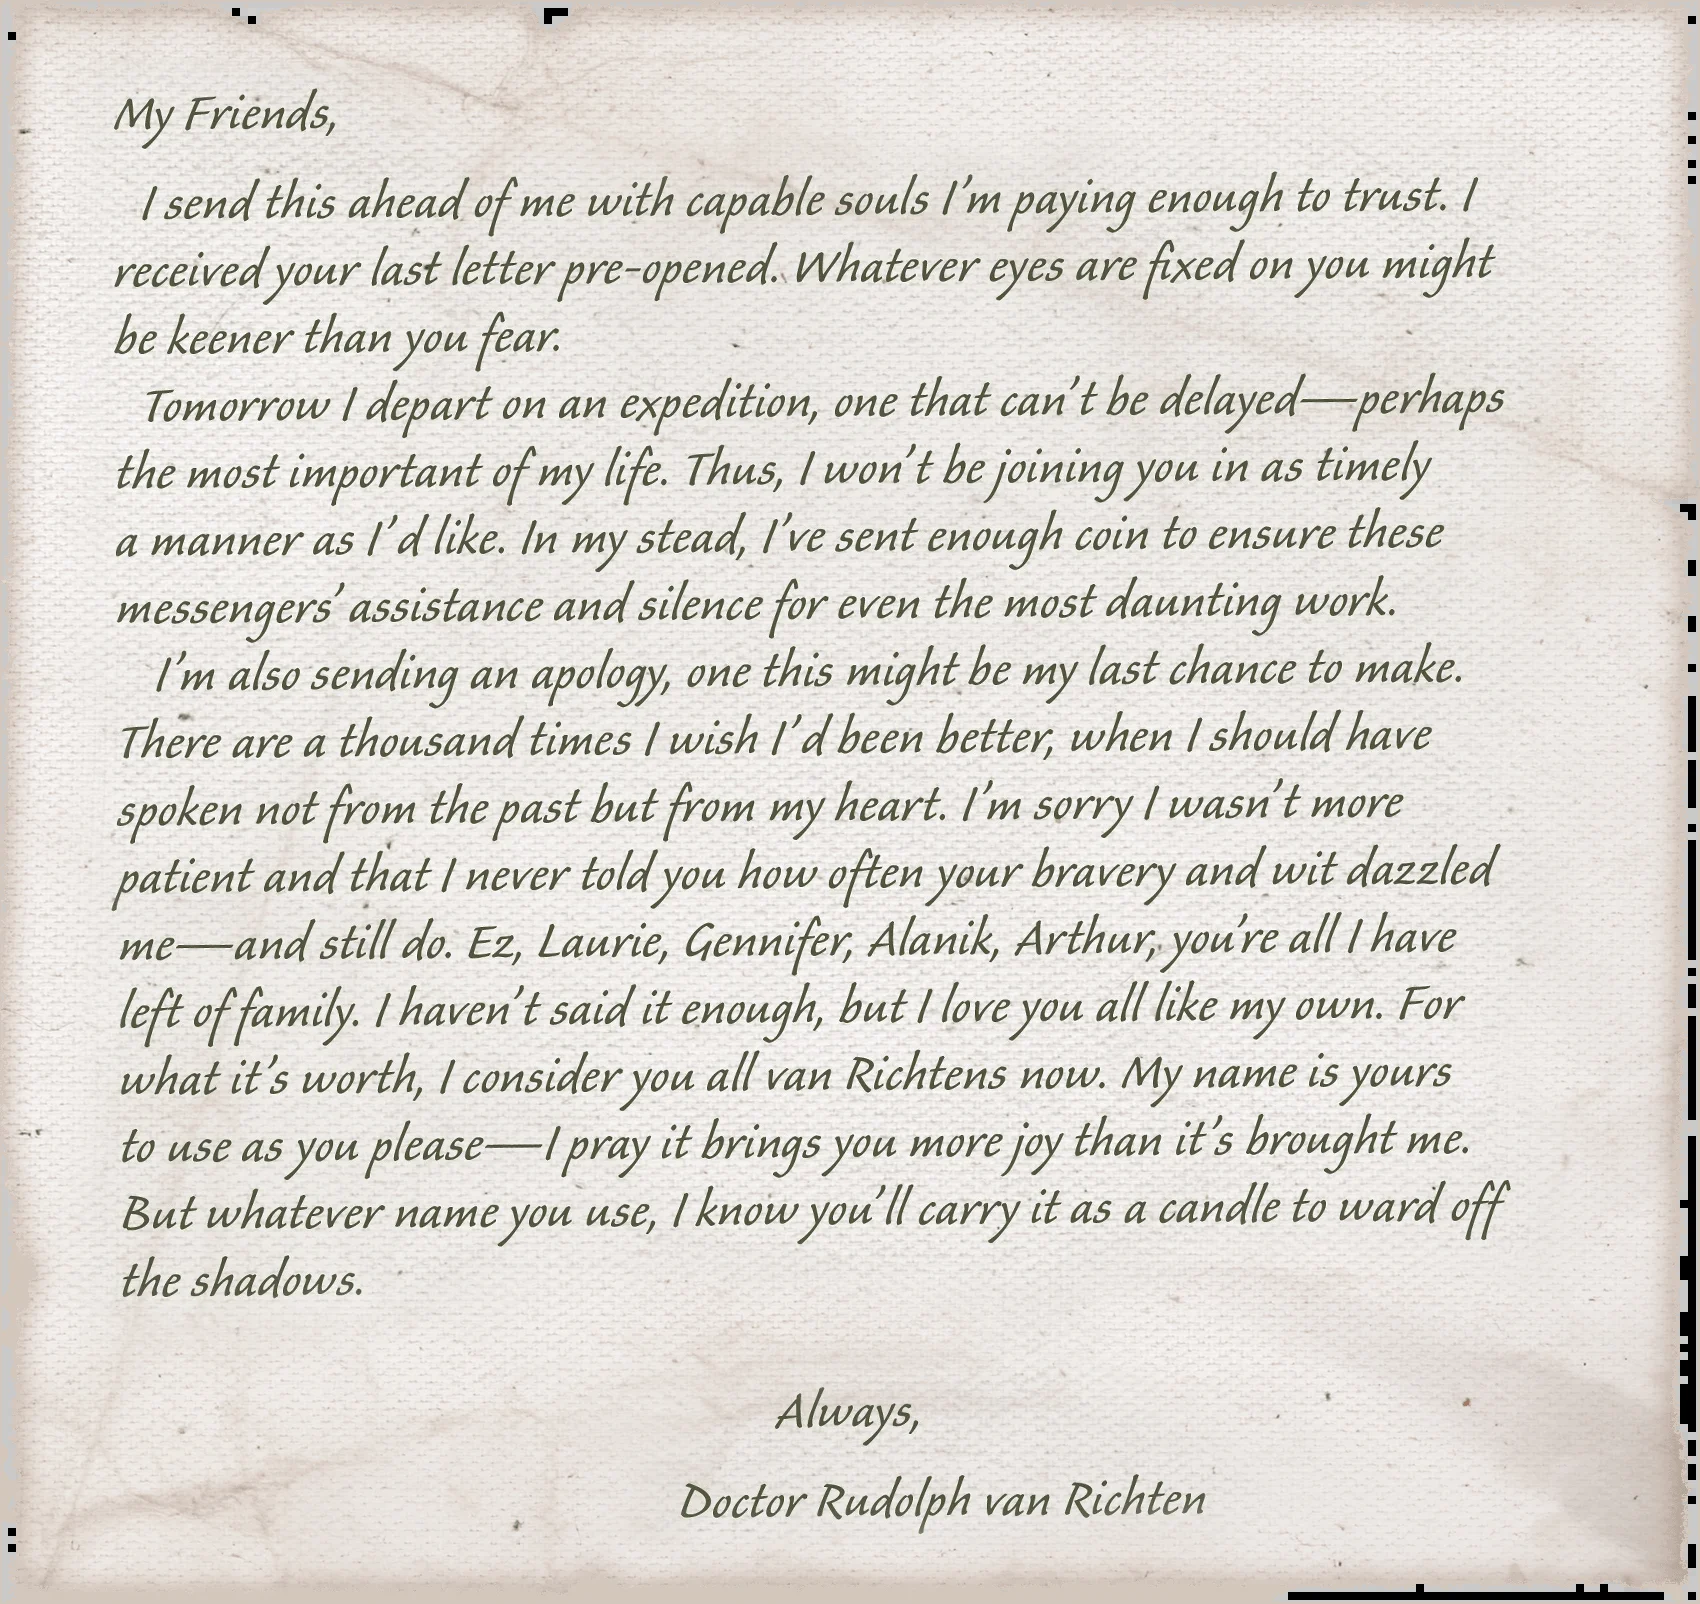 My Friends,
I send this ahead of me with capable souls I’m paying enough to trust. I
received your last letter pre-opened. Whatever eyes are fixed on you might
be keener than you fear.
Tomorrow I depart on an expedition, one that can’t be delayed—perhaps
the most important of my life. Thus, I won’t be joining you in as timely
a manner as I’d like. In my stead, I’ve sent enough coin to ensure these
messengers’ assistance and silence for even the most daunting work.
I’m also sending an apology, one this might be my last chance to make.
There are a thousand times I wish I’d been better, when I should have
spoken not from the past but from my heart. I’m sorry I wasn’t more
patient and that I never told you how often your bravery and wit dazzled
me—and still do. Ez, Laurie, Gennifer, Alanik, Arthur, you’re all I have
left of family. I haven’t said it enough, but I love you all like my own. For
what it’s worth, I consider you all van Richtens now. My name is yours
to use as you please—I pray it brings you more joy than it’s brought me.
But whatever name you use, I know you’ll carry it as a candle to ward off
the shadows.
Always,
Doctor Rudolph van Richten